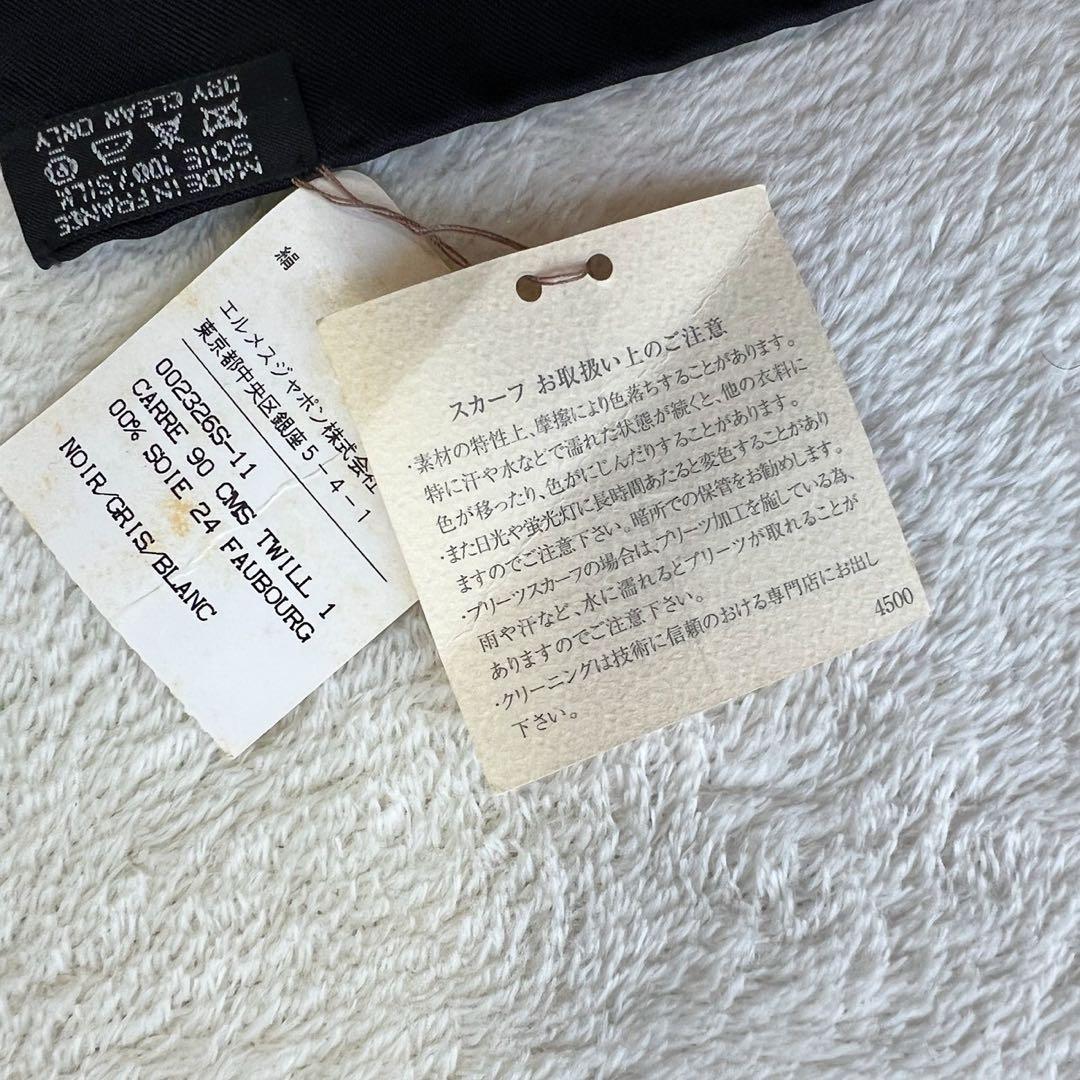 MADE IN FRANCE
SOIE 100% SILK
DRY CLEAN ONLY
絹
エルメスジャポン株式会社
東京都中央区銀座5-4-1
002326S-11
CARRE 90 CMS TWILL 1
00% SOIE 24 FAUBOURG
NOIR/GRIS/BLANC
スカーフ お取扱い上のご注意
・素材の特性上、摩擦により色落ちすることがあります。
特に汗や水などで濡れた状態が続くと、他の衣料に
色が移ったり、色がにじんだりすることがあります。
・また日光や蛍光灯に長時間あたると変色することがあり
ますのでご注意下さい。暗所での保管をお勧めします。
・プリーツスカーフの場合は、プリーツ加工を施している為、
雨や汗など、水に濡れるとプリーツが取れることが
ありますのでご注意下さい。
・クリーニングは技術に信頼のおける専門店にお出し
下さい。
4500